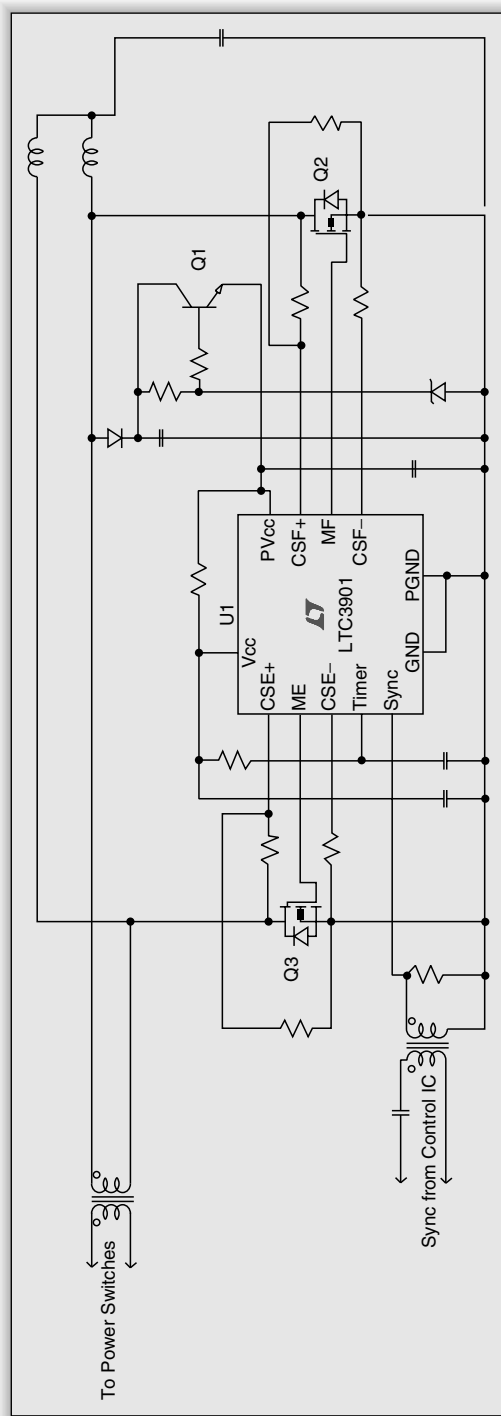 To Power Switches
Q3
Q1
Q2
U1
Vcc
PVcc
CSE+
CSF+
ME
MF
CSE−
CSF−
Timer
LTC3901
Sync
GND
PGND
Sync from Control IC